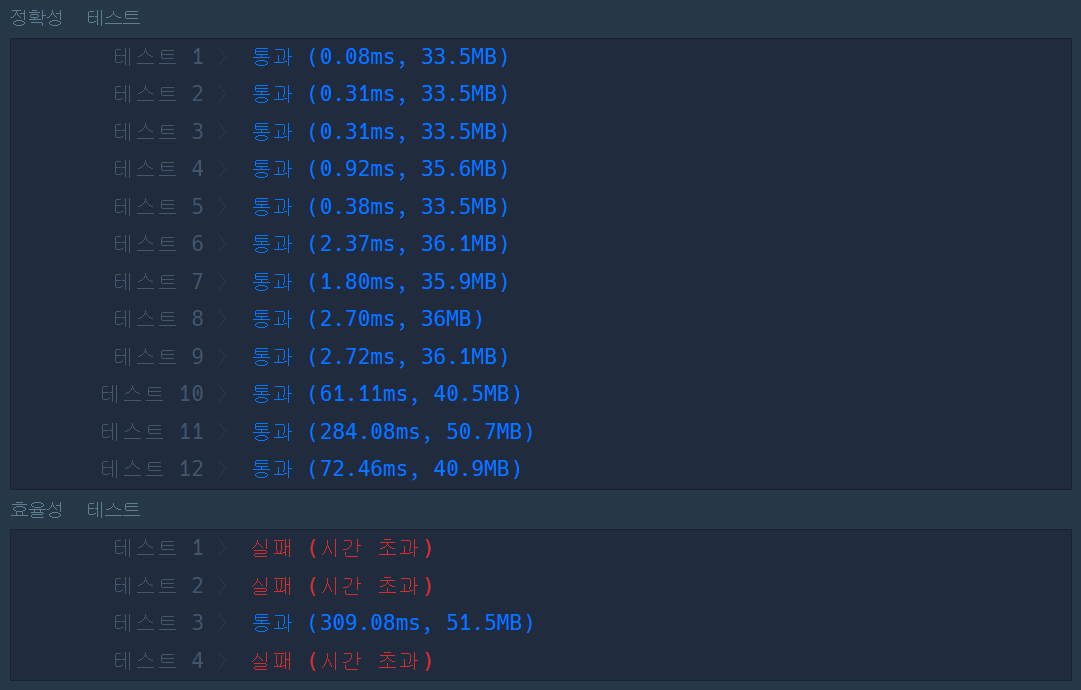 정확성 테스트
테스트 1 〉 통과 (0.08ms, 33.5MB)
테스트 2 〉 통과 (0.31ms, 33.5MB)
테스트 3 〉 통과 (0.31ms, 33.5MB)
테스트 4 〉 통과 (0.92ms, 35.6MB)
테스트 5 〉 통과 (0.38ms, 33.5MB)
테스트 6 〉 통과 (2.37ms, 36.1MB)
테스트 7 〉 통과 (1.80ms, 35.9MB)
테스트 8 〉 통과 (2.70ms, 36MB)
테스트 9 〉 통과 (2.72ms, 36.1MB)
테스트 10 〉 통과 (61.11ms, 40.5MB)
테스트 11 〉 통과 (284.08ms, 50.7MB)
테스트 12 〉 통과 (72.46ms, 40.9MB)
효율성 테스트
테스트 1 〉 실패 (시간 초과)
테스트 2 〉 실패 (시간 초과)
테스트 3 〉 통과 (309.08ms, 51.5MB)
테스트 4 〉 실패 (시간 초과)